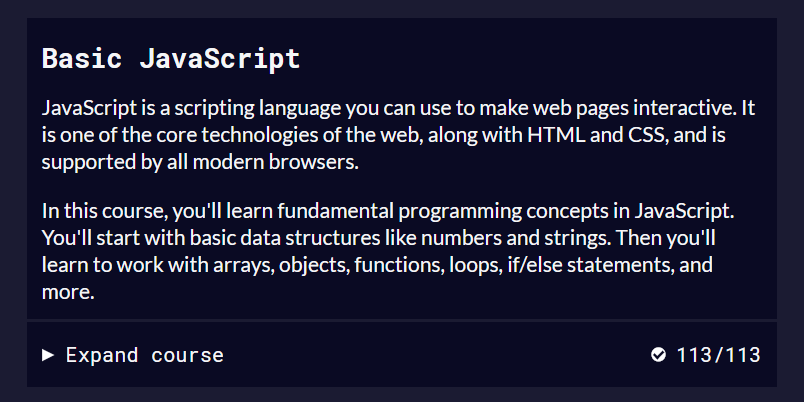 Basic JavaScript
JavaScript is a scripting language you can use to make web pages interactive. It
is one of the core technologies of the web, along with HTML and CSS, and is
supported by all modern browsers.
In this course, you'll learn fundamental programming concepts in JavaScript.
You'll start with basic data structures like numbers and strings. Then you'll
learn to work with arrays, objects, functions, loops, if/else statements, and
more.
Expand course 113/113